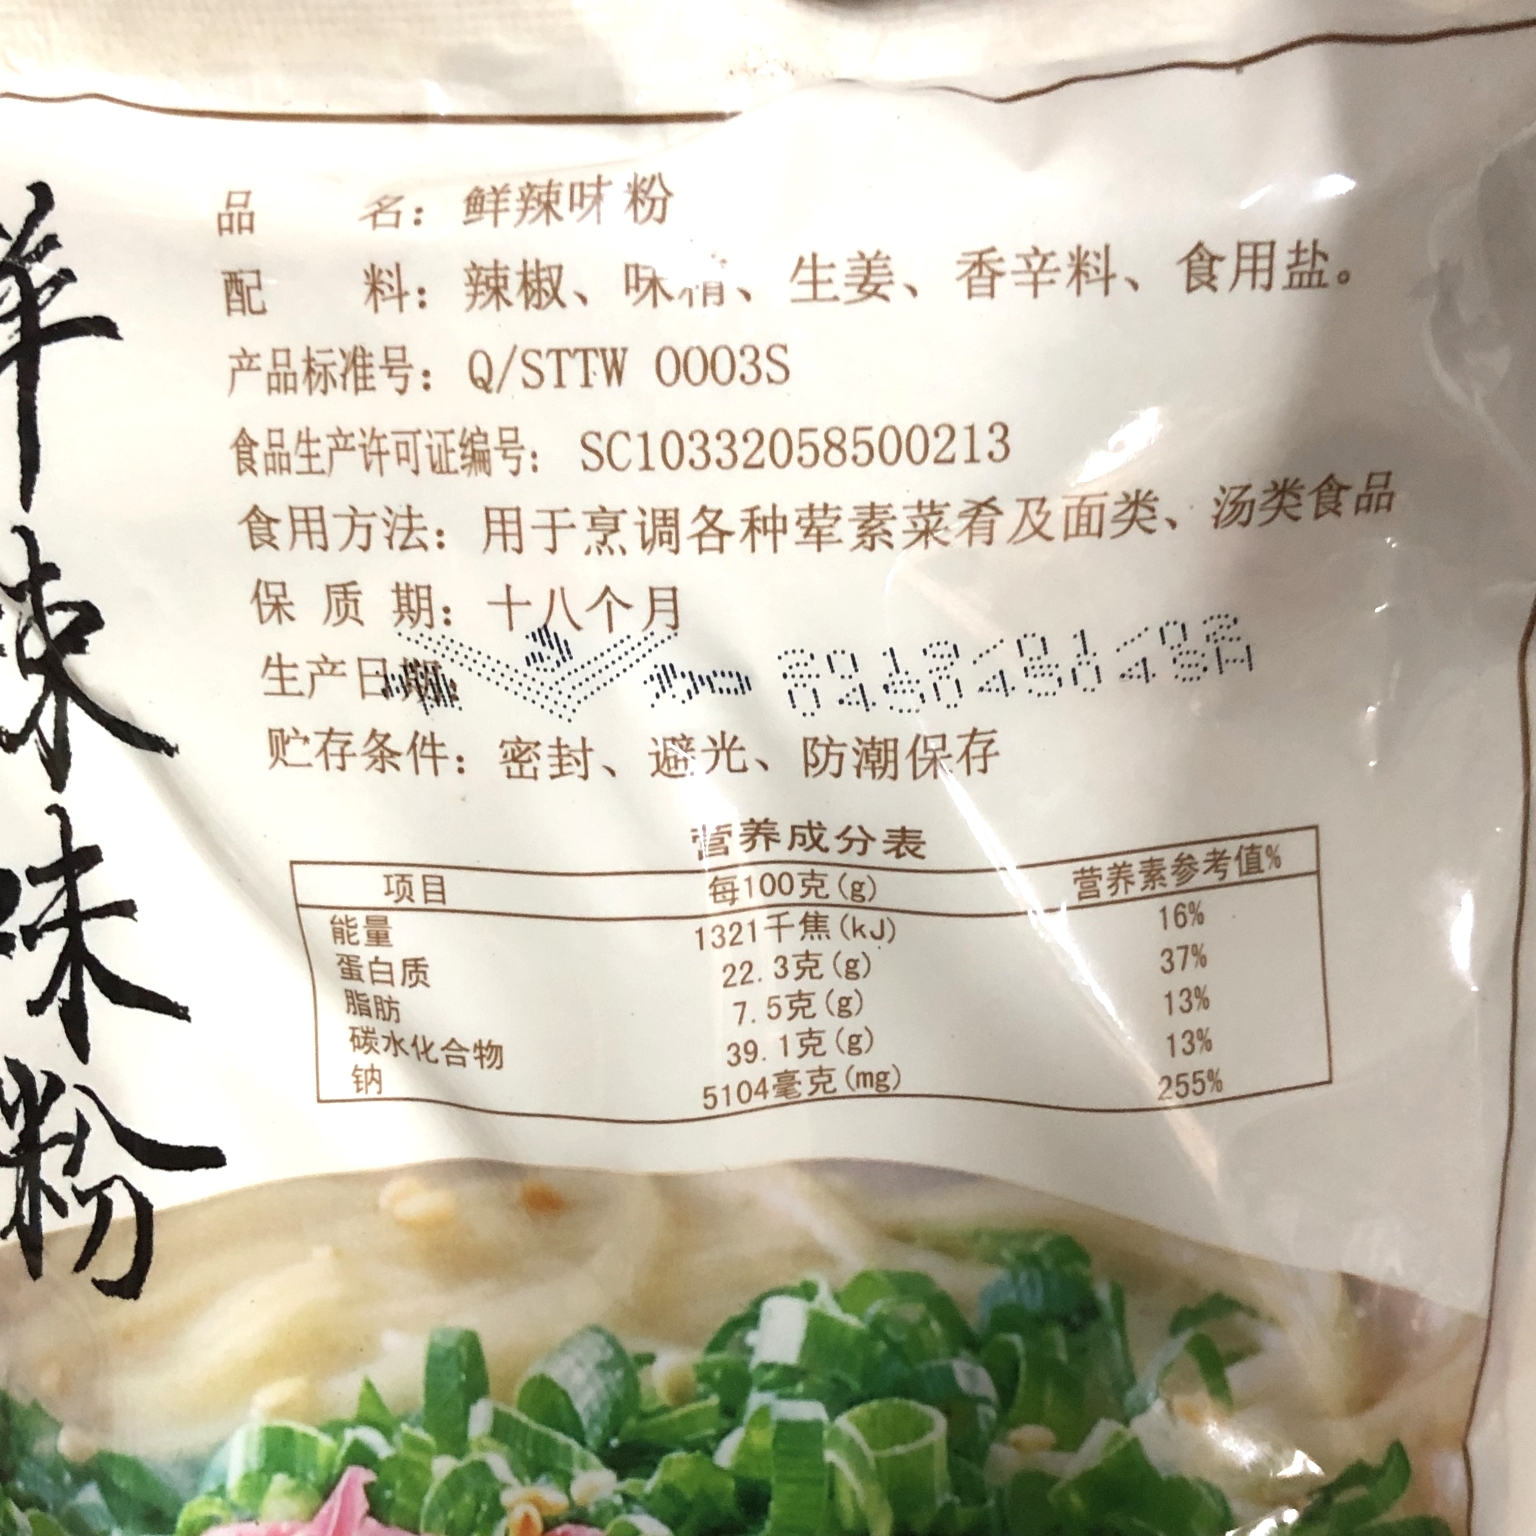 鲜辣味粉
品 名：鲜辣味粉
配 料：辣椒、味精、生姜、香辛料、食用盐。
产品标准号：Q/STTW 0003S
食品生产许可证编号：SC10332058500213
食用方法：用于烹调各种荤素菜肴及面类、汤类食品
保 质 期：十八个月
生产日期：
贮存条件：密封、避光、防潮保存
营养成分表
项目 每100克(g) 营养素参考值%
能量 1321千焦(kJ) 16%
蛋白质 22.3克(g) 37%
脂肪 7.5克(g) 13%
碳水化合物 39.1克(g) 13%
钠 5104毫克(mg) 255%